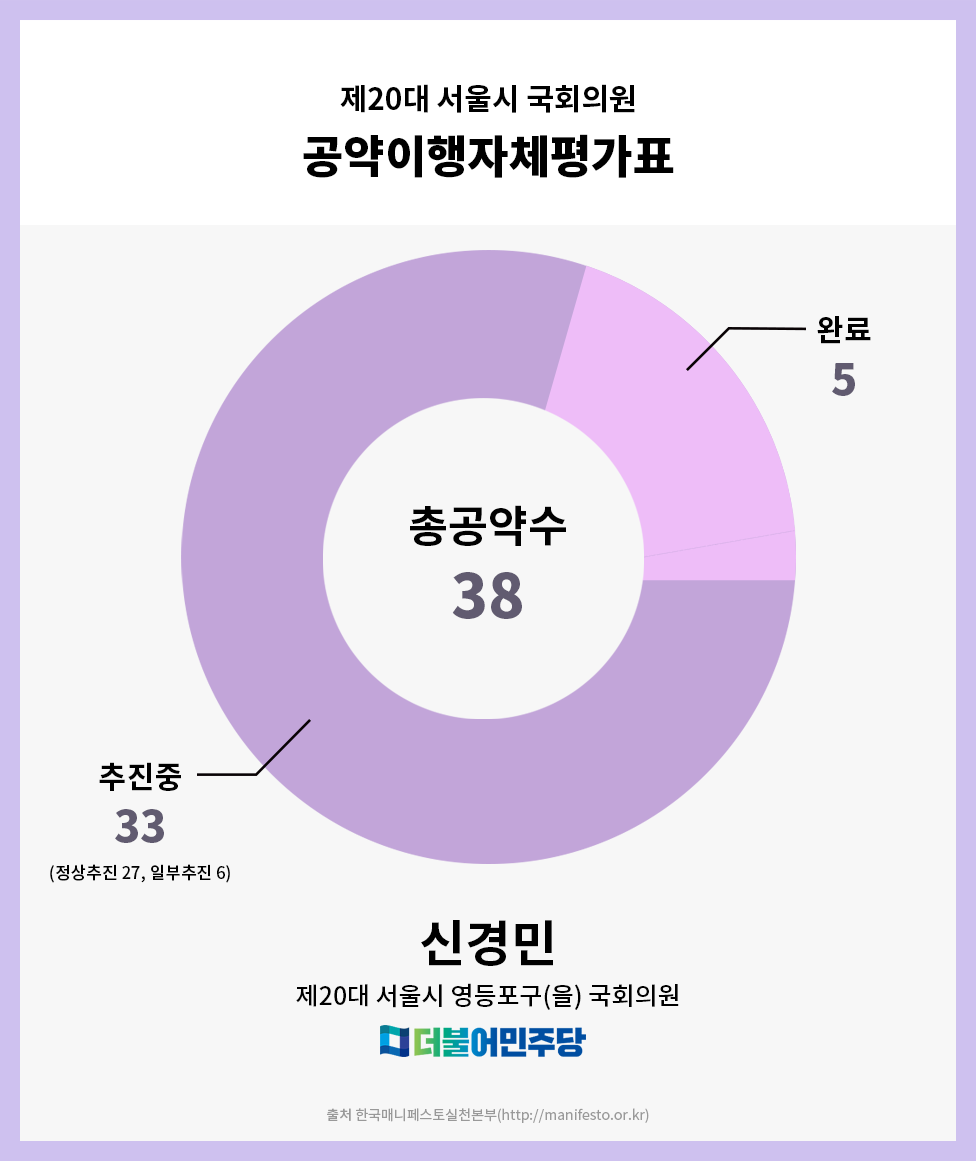 제20대 서울시 국회의원
공약이행자체평가표
완료
5
총공약수
38
추진중
33
(정상추진 27, 일부추진 6)
신경민
제20대 서울시 영등포구(을) 국회의원
더불어민주당
출처 한국매니페스토실천본부(http://manifesto.or.kr)